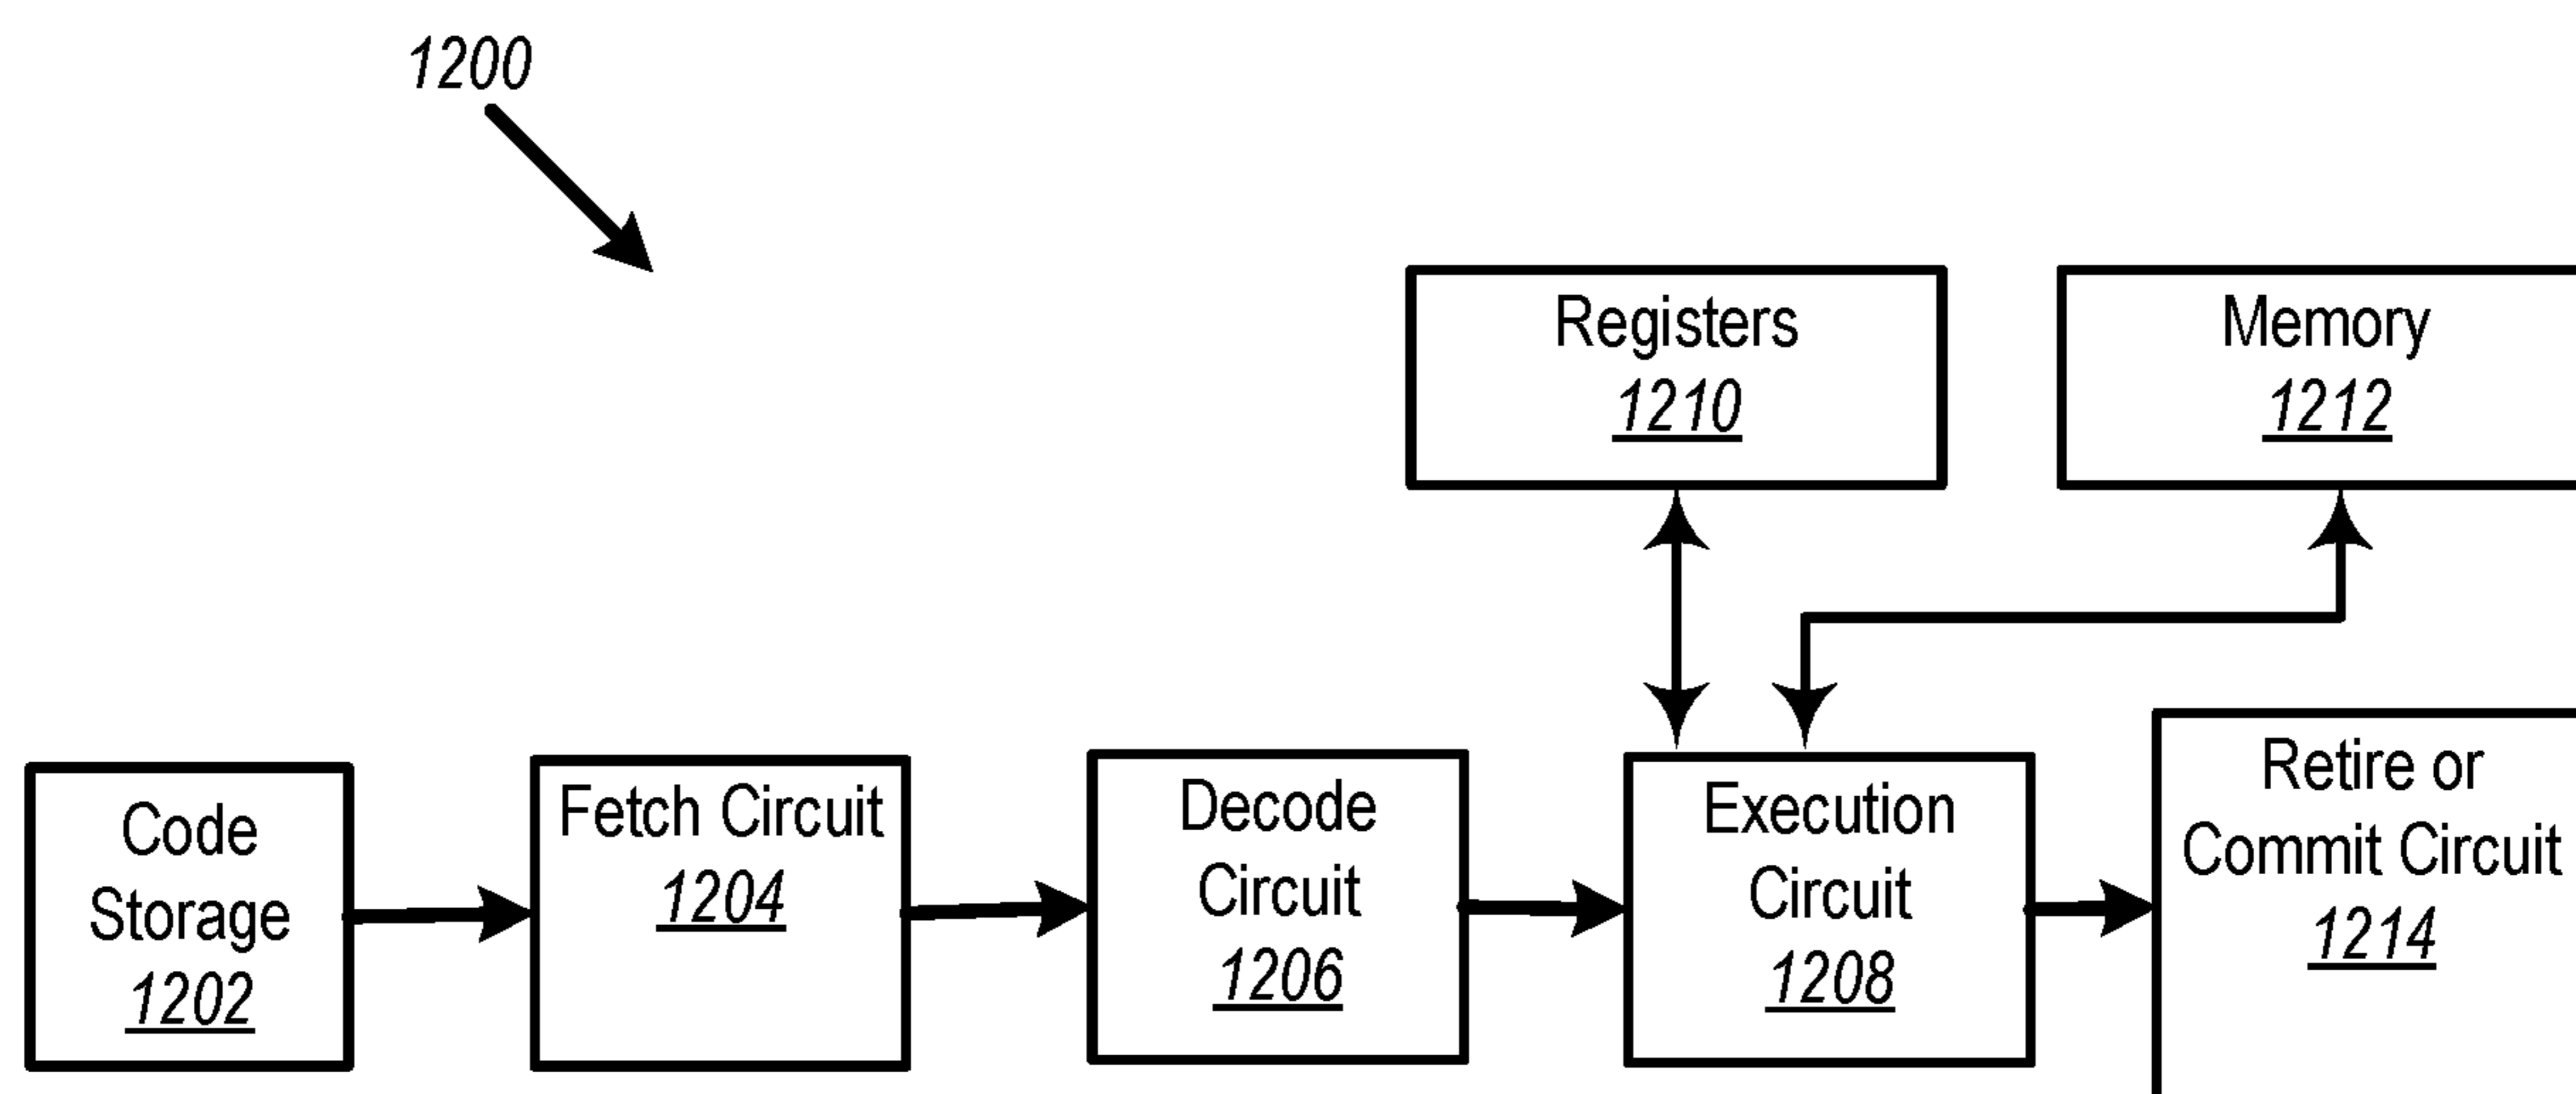 1200
Registers
1210
Memory
1212
Code
Storage
1202
Fetch Circuit
1204
Decode
Circuit
1206
Execution
Circuit
1208
Retire or
Commit Circuit
1214